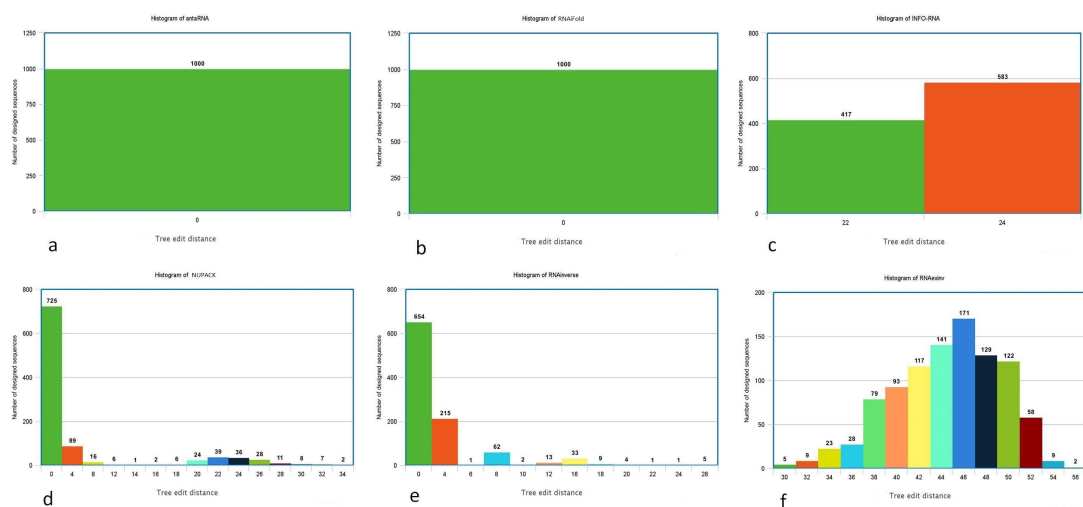 Histogram of antaRNA
Number of designed sequences
1250
1000
750
500
250
0
1000
0
Tree edit distance
a
Histogram of RNAiFold
Number of designed sequences
1250
1000
750
500
250
0
1000
0
Tree edit distance
b
Histogram of INFO-RNA
Number of designed sequences
800
600
400
200
0
417
583
22 24
Tree edit distance
c
Histogram of NUPACK
Number of designed sequences
800
600
400
200
0
725 89 16 6 1 2 6 24 39 36 28 11 8 7 2
0 4 8 12 14 16 18 20 22 24 26 28 30 32 34
Tree edit distance
d
Histogram of RNAinverse
Number of designed sequences
800
600
400
200
0
654 215 1 62 2 13 33 9 4 1 1 5
0 4 6 8 10 12 16 18 20 22 24 28
Tree edit distance
e
Histogram of RNAexinv
Number of designed sequences
200
150
100
50
0
5 9 23 28 79 93 117 141 171 129 122 58 9 2
30 32 34 36 38 40 42 44 46 48 50 52 54 56
Tree edit distance
f